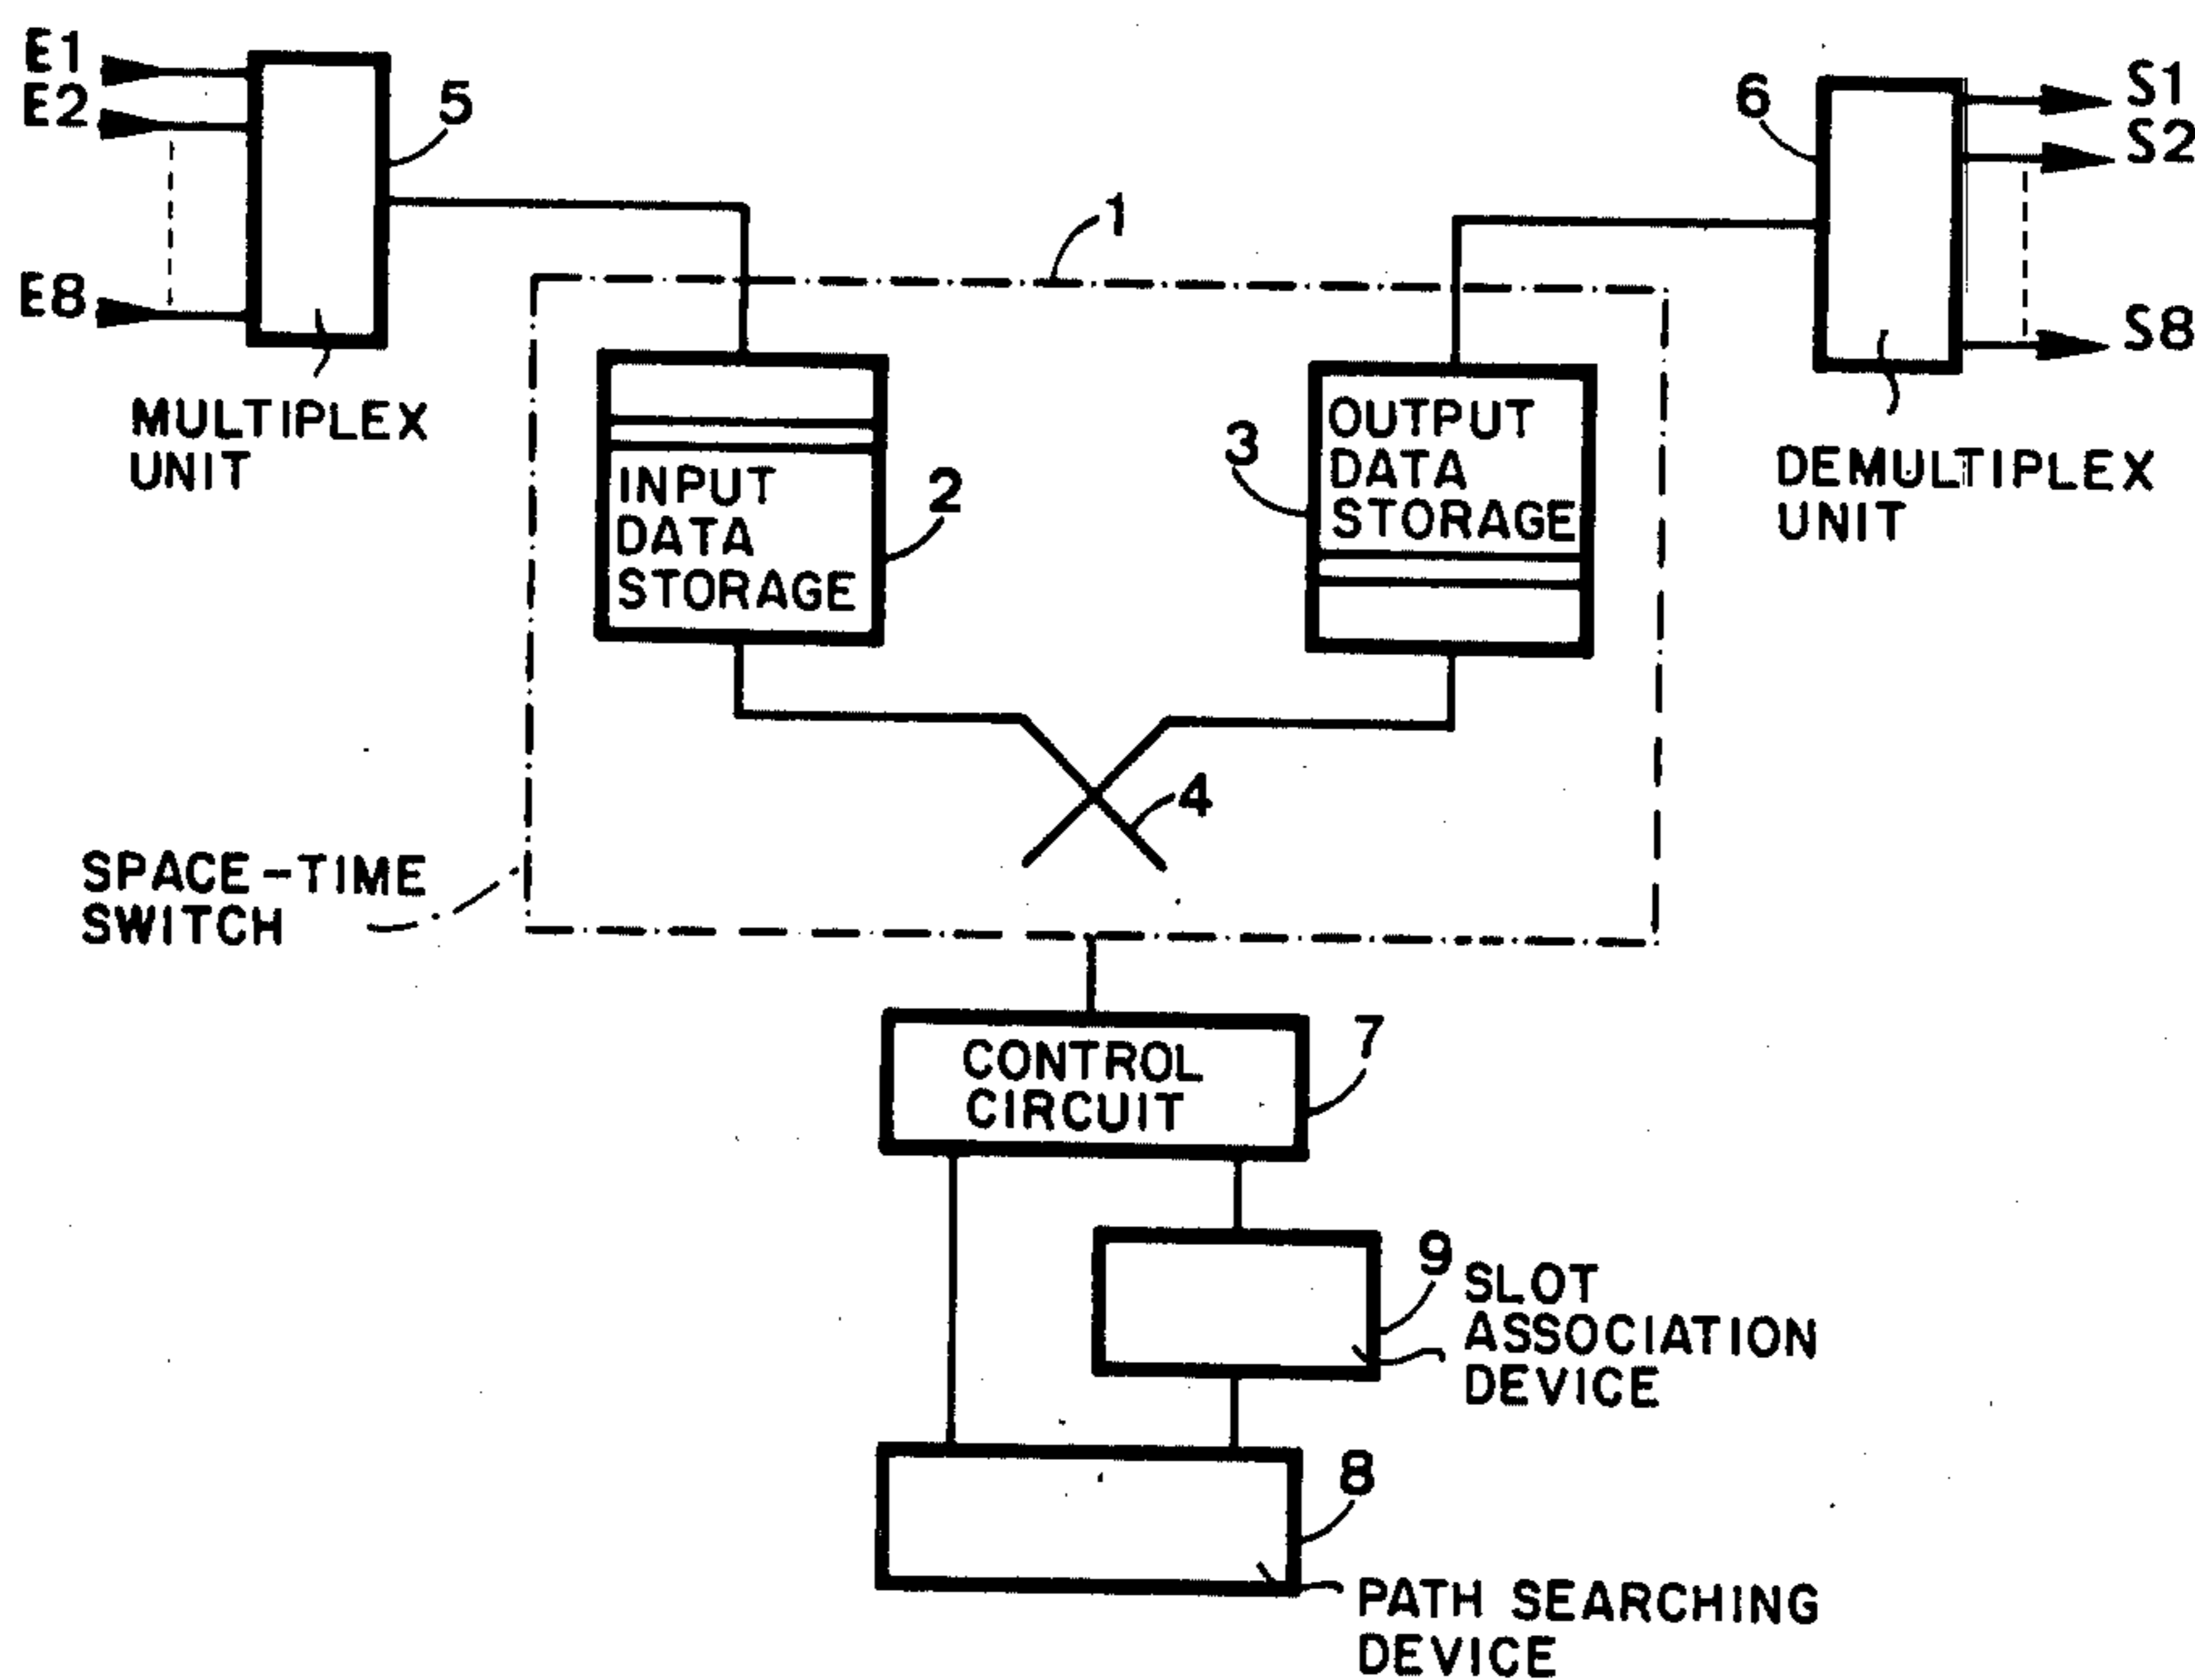 E1
E2
E8
5
MULTIPLEX
UNIT
1
6
S1
S2
S8
DEMULTIPLEX
UNIT
INPUT
DATA
STORAGE
2
3
OUTPUT
DATA
STORAGE
4
SPACE-TIME
SWITCH
CONTROL
CIRCUIT
7
9
SLOT
ASSOCIATION
DEVICE
8
PATH SEARCHING
DEVICE